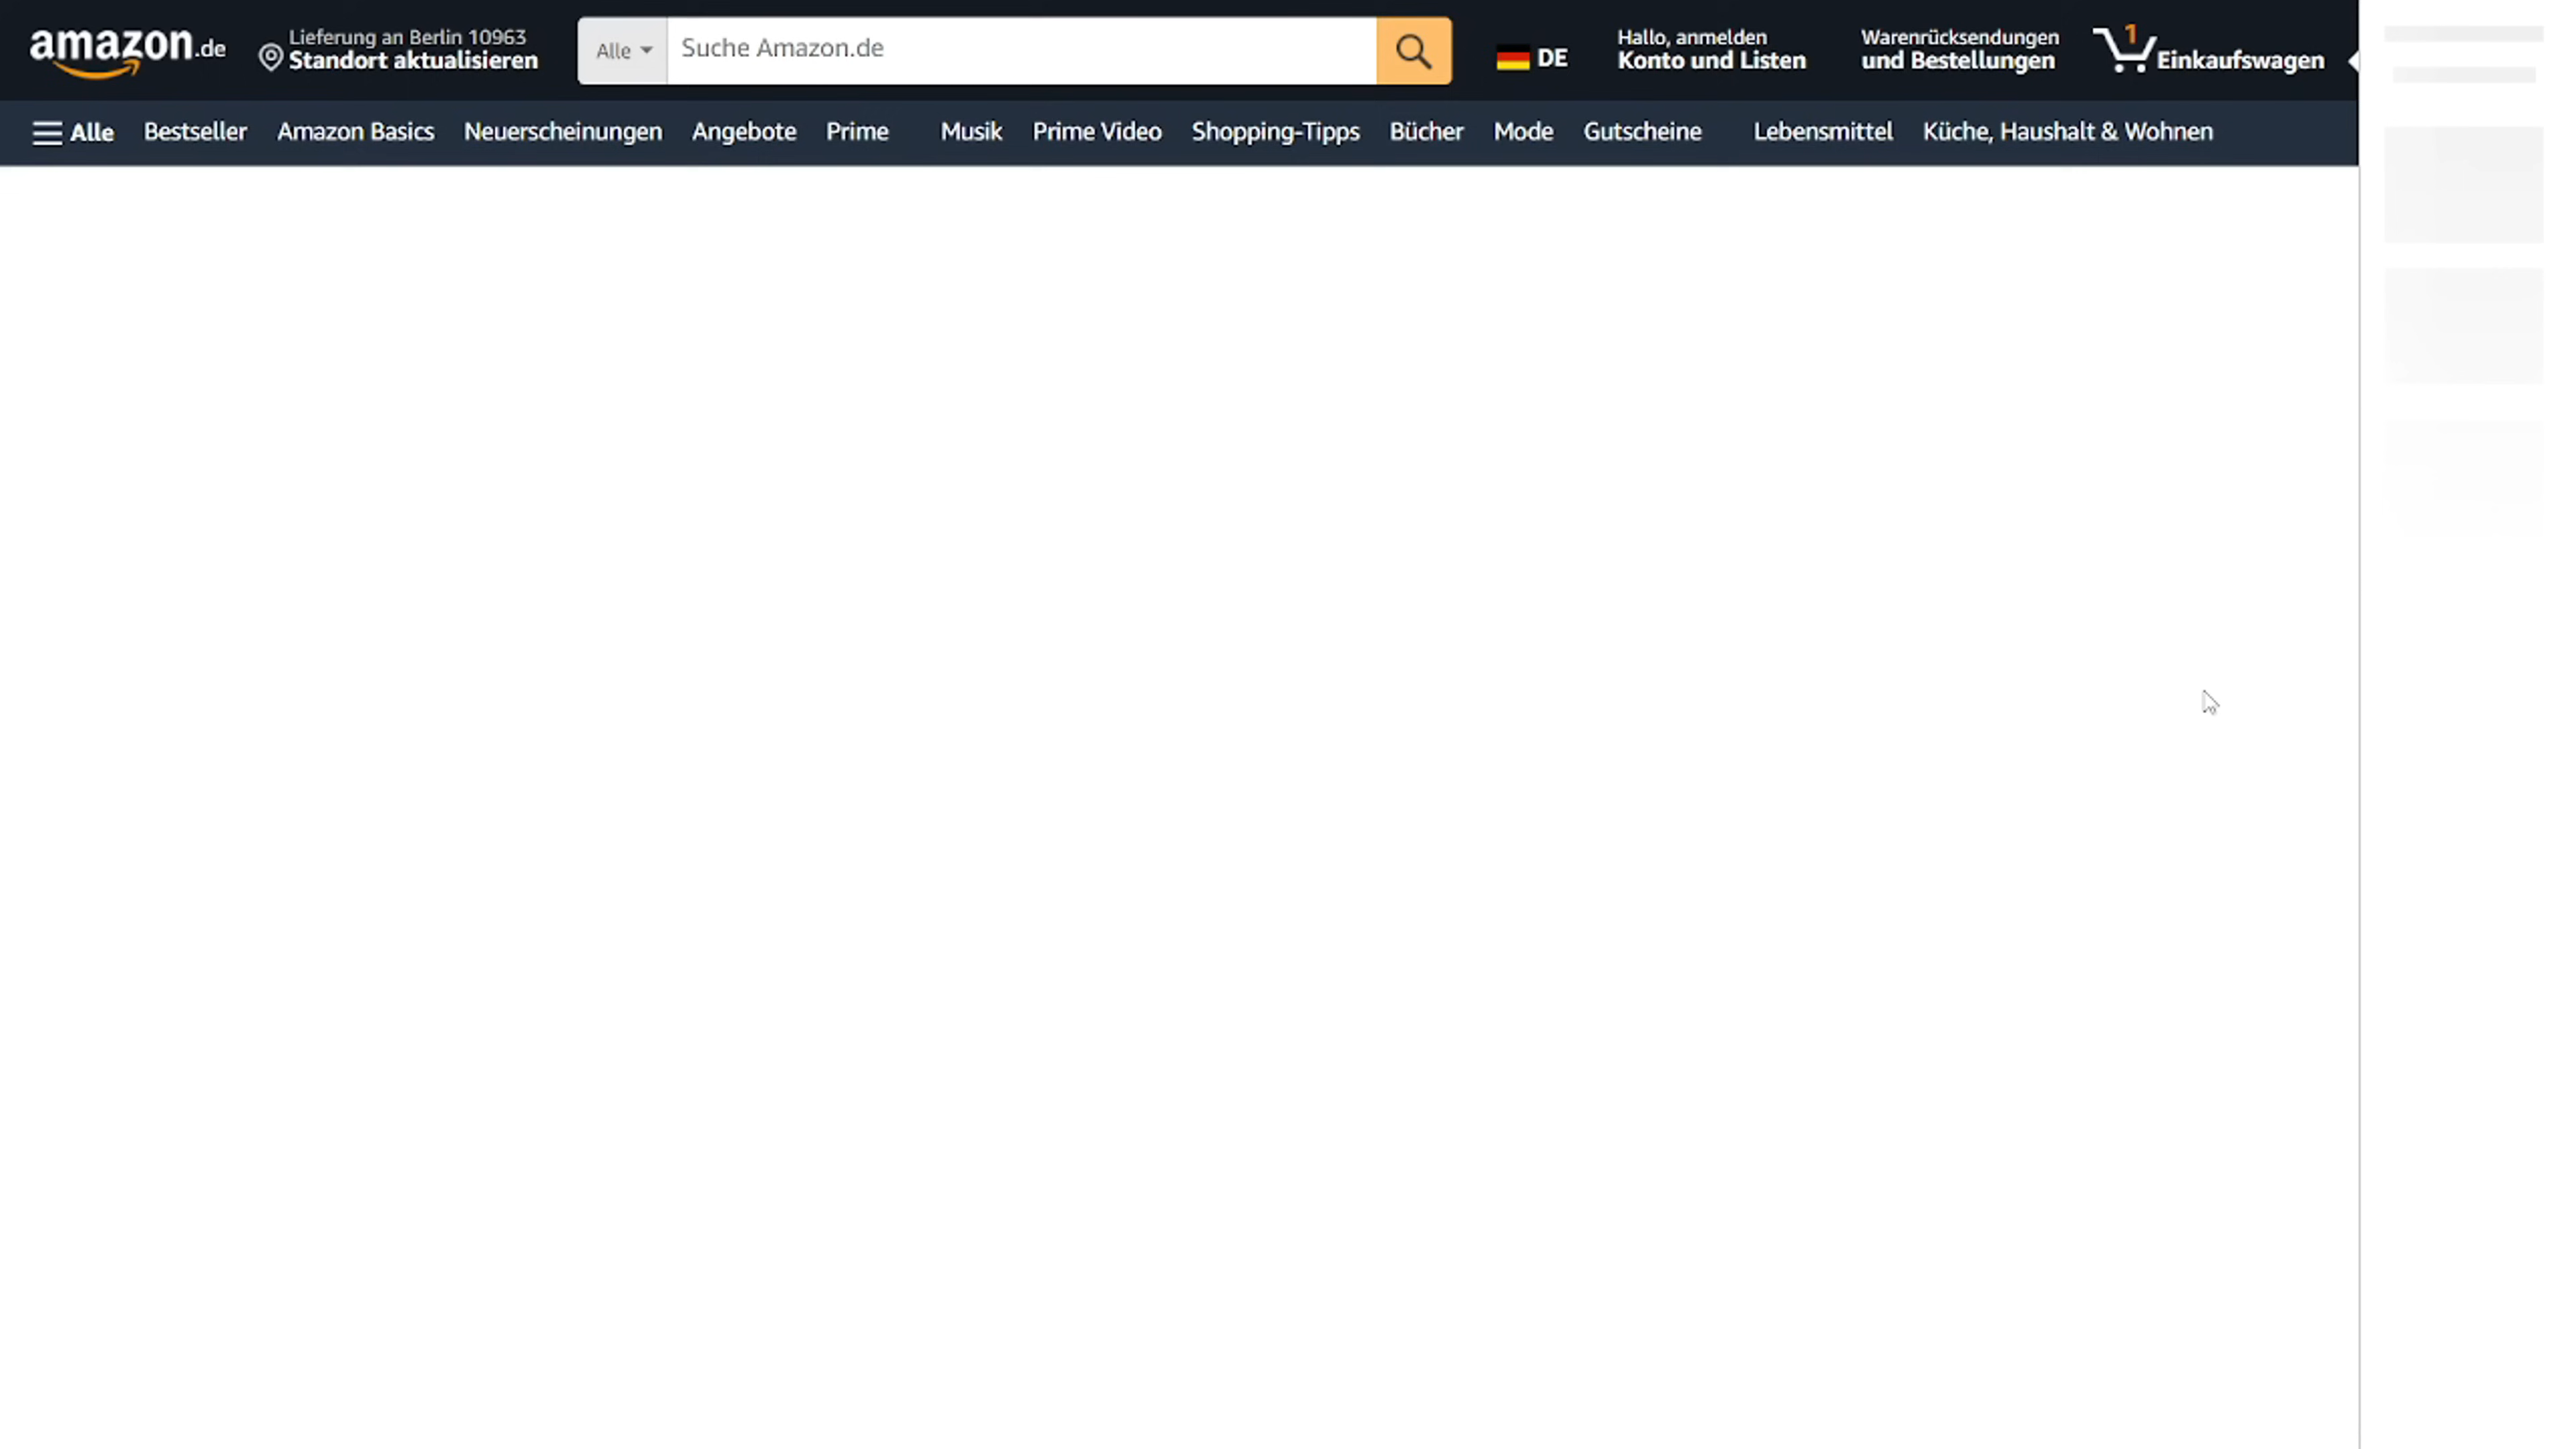 amazon.de
Lieferung an Berlin 10963
Standort aktualisieren
Alle
Suche Amazon.de
DE
Hallo, anmelden
Konto und Listen
Warenrücksendungen
und Bestellungen
1
Einkaufswagen
Alle Bestseller Amazon Basics Neuerscheinungen Angebote Prime Musik Prime Video Shopping-Tipps Bücher Mode Gutscheine Lebensmittel Küche, Haushalt & Wohnen